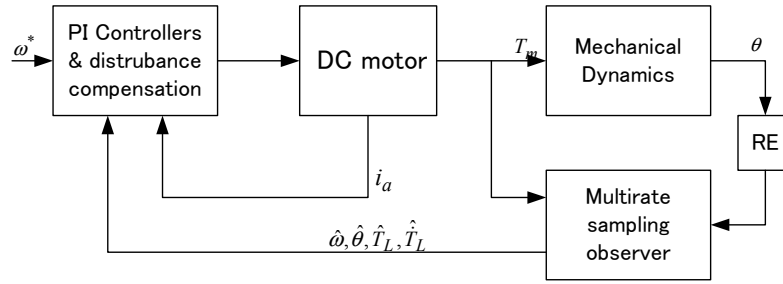 ω*
PI Controllers
& distrubance
compensation
DC motor
T_m
Mechanical
Dynamics
θ
RE
i_a
Multirate
sampling
observer
ω̂, θ̂, T̂_L, Ṫ̂_L